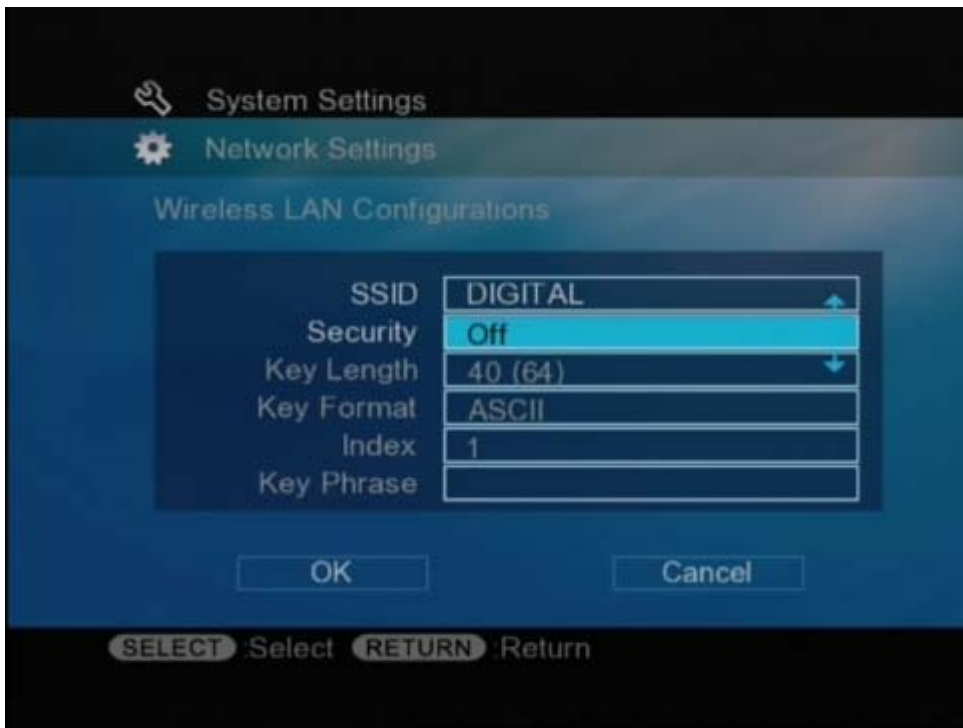 System Settings
Network Settings
Wireless LAN Configurations
SSID DIGITAL
Security Off
Key Length 40 (64)
Key Format ASCII
Index 1
Key Phrase
OK Cancel
SELECT :Select RETURN :Return